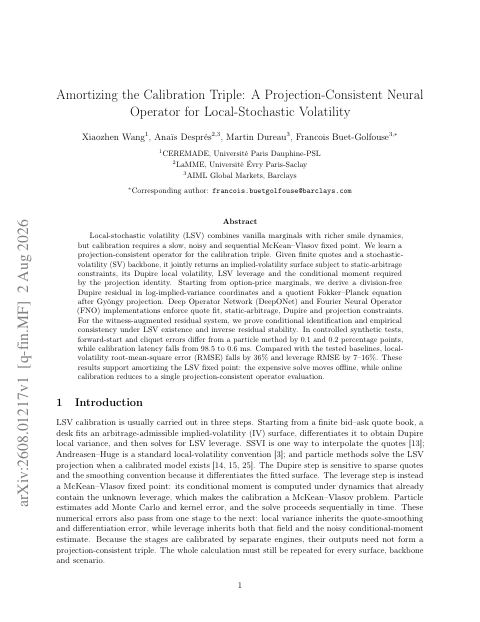 Amortizing the Calibration Triple: A Projection-Consistent Neural
Operator for Local-Stochastic Volatility
Xiaozhen Wang1, Anaïs Després2,3, Martin Dureau3, Francois Buet-Golfouse3,*
1CEREMADE, Université Paris Dauphine-PSL
2LaMME, Université Évry Paris-Saclay
3AIML Global Markets, Barclays
*Corresponding author: francois.buetgolfouse@barclays.com
Abstract
Local-stochastic volatility (LSV) combines vanilla marginals with richer smile dynamics,
but calibration requires a slow, noisy and sequential McKean–Vlasov fixed point. We learn a
projection-consistent operator for the calibration triple. Given finite quotes and a stochastic-
volatility (SV) backbone, it jointly returns an implied-volatility surface subject to static-arbitrage
constraints, its Dupire local volatility, LSV leverage and the conditional moment required
by the projection identity. Starting from option-price marginals, we derive a division-free
Dupire residual in log-implied-variance coordinates and a quotient Fokker–Planck equation
after Gyöngy projection. Deep Operator Network (DeepONet) and Fourier Neural Operator
(FNO) implementations enforce quote fit, static-arbitrage, Dupire and projection constraints.
For the witness-augmented residual system, we prove conditional identification and empirical
consistency under LSV existence and inverse residual stability. In controlled synthetic tests,
forward-start and cliquet errors differ from a particle method by 0.1 and 0.2 percentage points,
while calibration latency falls from 98.5 to 0.6 ms. Compared with the tested baselines, local-
volatility root-mean-square error (RMSE) falls by 36% and leverage RMSE by 7–16%. These
results support amortizing the LSV fixed point: the expensive solve moves offline, while online
calibration reduces to a single projection-consistent operator evaluation.
1 Introduction
LSV calibration is usually carried out in three steps. Starting from a finite bid-ask quote book, a
desk fits an arbitrage-admissible implied-volatility (IV) surface, differentiates it to obtain Dupire
local variance, and then solves for LSV leverage. SSVI is one way to interpolate the quotes [13];
Andreasen-Huge is a standard local-volatility convention [3]; and particle methods solve the LSV
projection when a calibrated model exists [14, 15, 25]. The Dupire step is sensitive to sparse quotes
and the smoothing convention because it differentiates the fitted surface. The leverage step is instead
a McKean–Vlasov fixed point: its conditional moment is computed under dynamics that already
contain the unknown leverage, which makes the calibration a McKean–Vlasov problem. Particle
estimates add Monte Carlo and kernel error, and the solve proceeds sequentially in time. These
numerical errors also pass from one stage to the next: local variance inherits the quote-smoothing
and differentiation error, while leverage inherits both that field and the noisy conditional-moment
estimate. Because the stages are calibrated by separate engines, their outputs need not form a
projection-consistent triple. The whole calculation must still be repeated for every surface, backbone
and scenario.
1
arXiv:2608.01217v1 [q-fin.MF] 2 Aug 2026